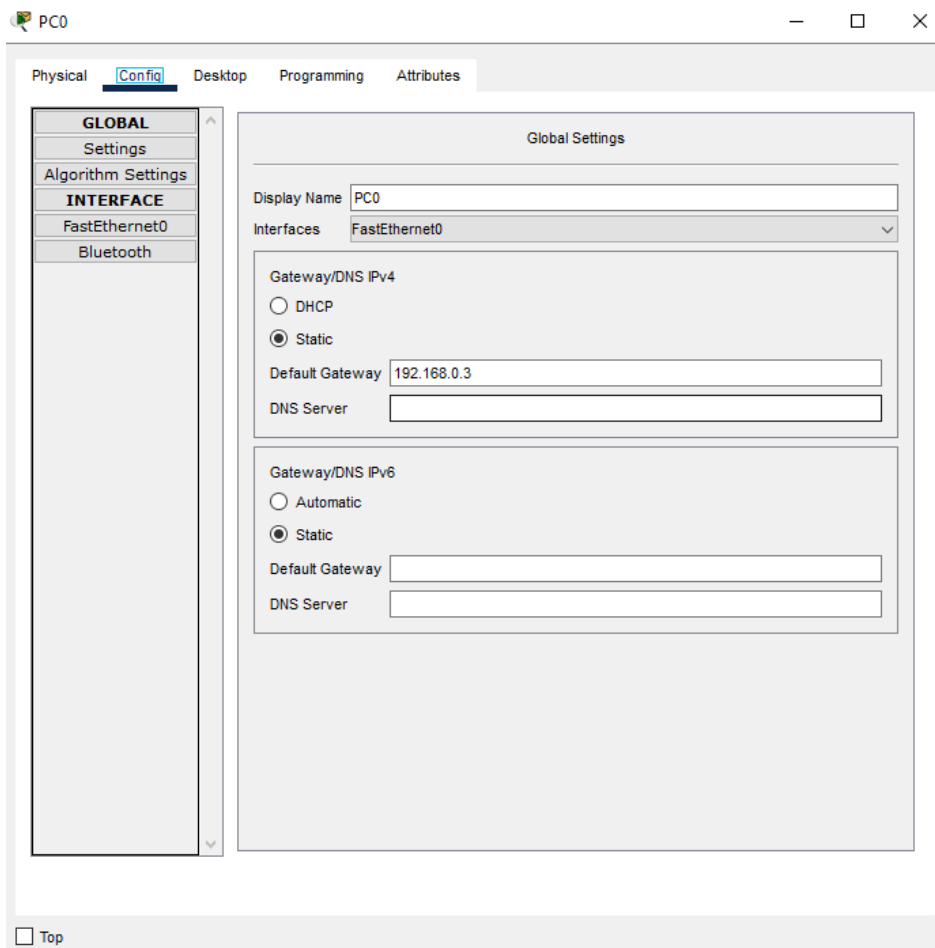 PC0
Physical Config Desktop Programming Attributes
GLOBAL
Settings
Algorithm Settings
INTERFACE
FastEthernet0
Bluetooth
Global Settings
Display Name PC0
Interfaces FastEthernet0
Gateway/DNS IPv4
DHCP
Static
Default Gateway 192.168.0.3
DNS Server
Gateway/DNS IPv6
Automatic
Static
Default Gateway
DNS Server
Top